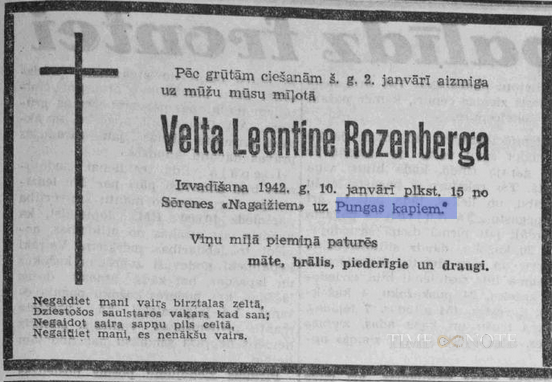 Pēc grūtām ciešanām š. g. 2. janvārī aizmiga
uz mūžu mūsu mīļotā
Velta Leontine Rozenberga
Izvadīšana 1942. g. 10. janvārī plkst. 15 no
Sērenes «Nagaižiem» uz Pungas kapiem.
Viņu mīļā piemiņā paturēs
māte, brālis, piederīgie un draugi.
Negaidiet mani vairs birztalas zeltā,
Dziestošos saulstaros vakars kad san;
Negaidot saira sapņu pils celtā,
Negaidiet mani, es nenākšu vairs.
TIME NOTE